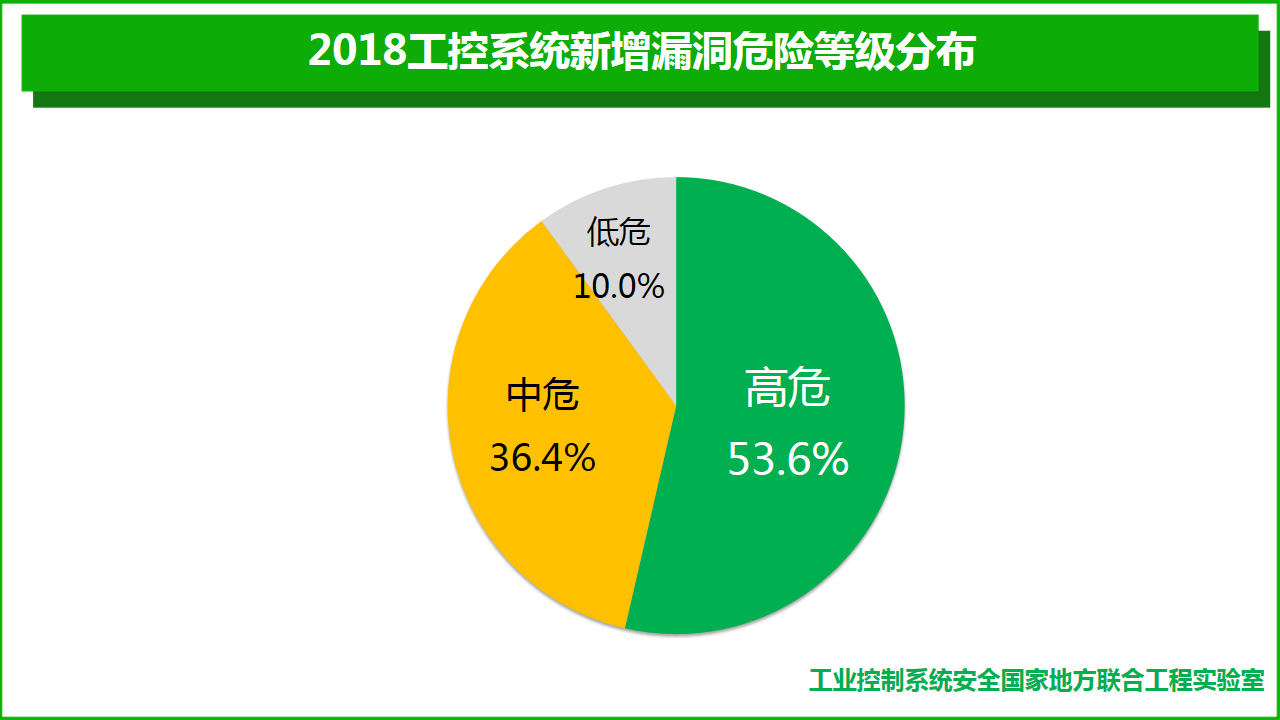 2018工控系统新增漏洞危险等级分布
低危
10.0%
高危
53.6%
中危
36.4%
工业控制系统安全国家地方联合工程实验室